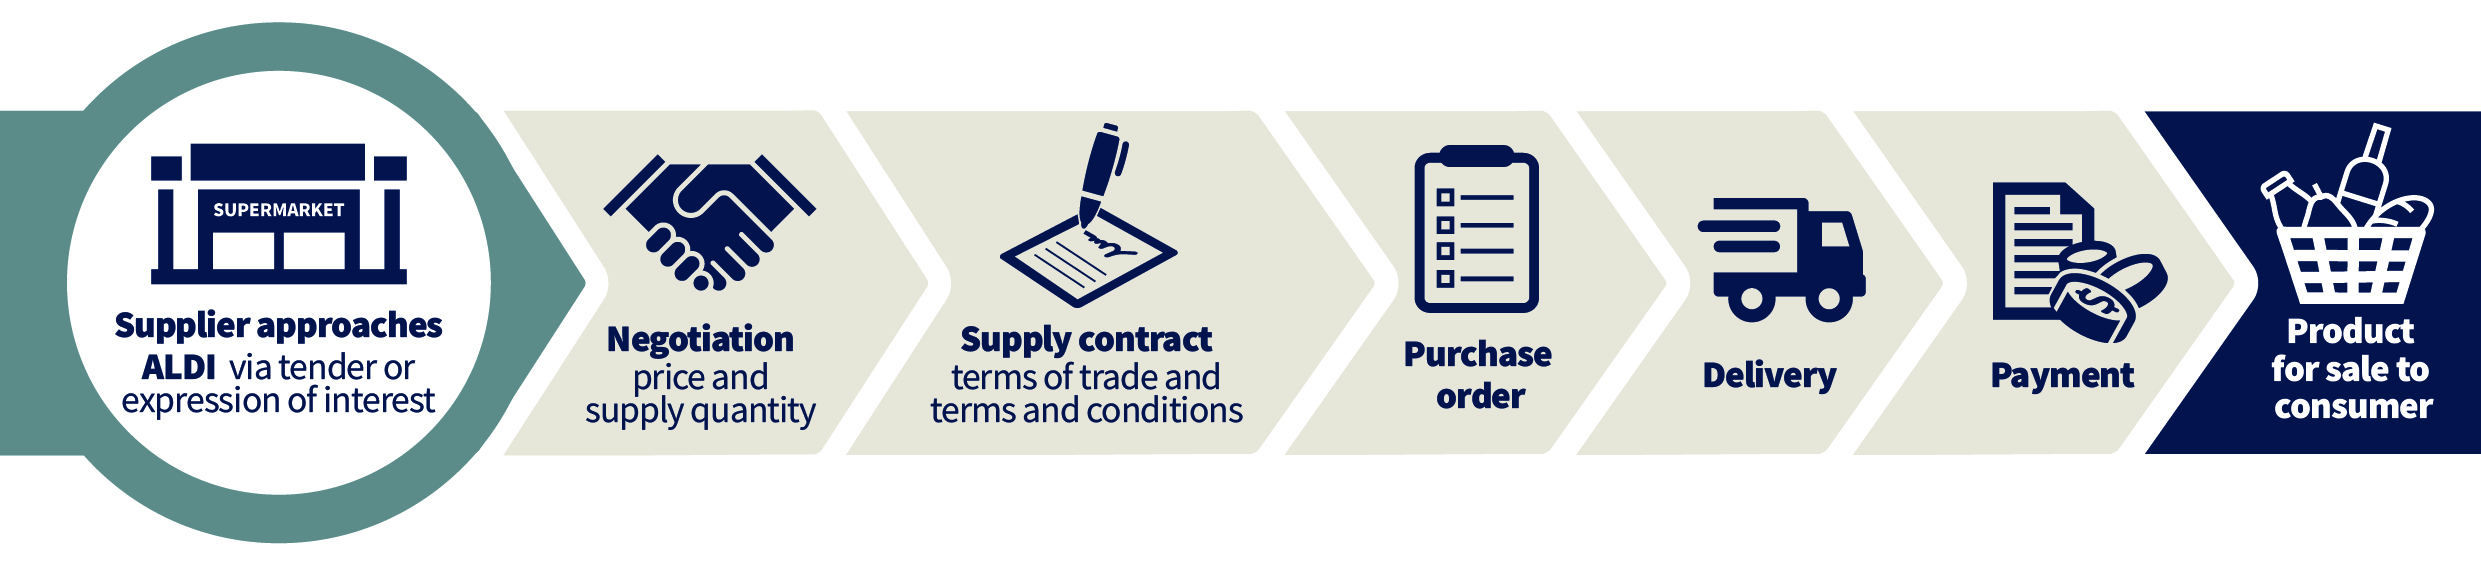 SUPERMARKET
Supplier approaches
ALDI via tender or
expression of interest
Negotiation
price and
supply quantity
Supply contract
terms of trade and
terms and conditions
Purchase
order
Delivery
Payment
$
Product
for sale to
consumer